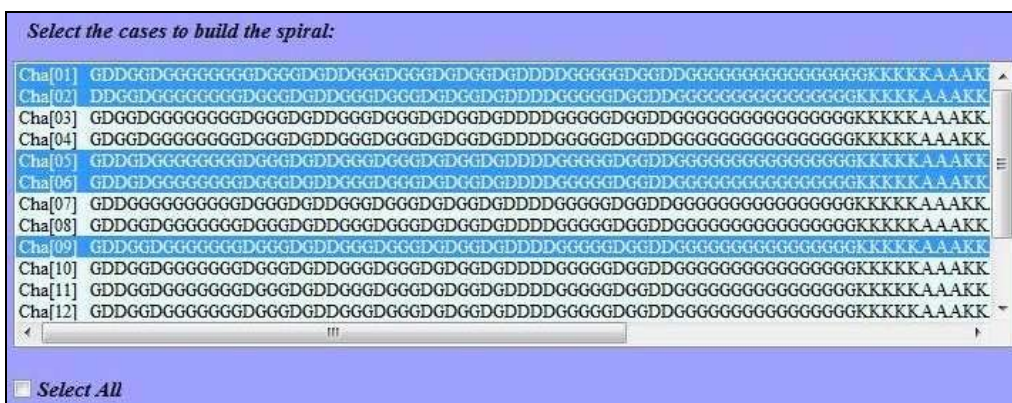 Select the cases to build the spiral:
Cha[01] GDDGGDGGGGGGGGDGGGDGDDGGGDGGGDGDGGDGDDDDGGGGGDGGDDGGGGGGGGGGGGGGGGKKKKKAAAK
Cha[02] DDGGDGGGGGGGGDGGGDGDDGGGDGGGDGDGGDGDDDDGGGGGDGGDDGGGGGGGGGGGGGGGGKKKKKAAAKK
Cha[03] GDGGDGGGGGGGGDGGGDGDDGGGDGGGDGDGGDGDDDDGGGGGDGGDDGGGGGGGGGGGGGGGGKKKKKAAAKK
Cha[04] GDGGDGGGGGGGGDGGGDGDDGGGDGGGDGDGGDGDDDDGGGGGDGGDDGGGGGGGGGGGGGGGGKKKKKAAAKK
Cha[05] GDDGDGGGGGGGGDGGGDGDDGGGDGGGDGDGGDGDDDDGGGGGDGGDDGGGGGGGGGGGGGGGGKKKKKAAAKK
Cha[06] GDDGDGGGGGGGGDGGGDGDDGGGDGGGDGDGGDGDDDDGGGGGDGGDDGGGGGGGGGGGGGGGGKKKKKAAAKK
Cha[07] GDDGGGGGGGGGGDGGGDGDDGGGDGGGDGDGGDGDDDDGGGGGDGGDDGGGGGGGGGGGGGGGGKKKKKAAAKK
Cha[08] GDDGGDGGGGGGGDGGGDGDDGGGDGGGDGDGGDGDDDDGGGGGDGGDDGGGGGGGGGGGGGGGGKKKKKAAAKK
Cha[09] GDDGGDGGGGGGGDGGGDGDDGGGDGGGDGDGGDGDDDDGGGGGDGGDDGGGGGGGGGGGGGGGGKKKKKAAAKK
Cha[10] GDDGGDGGGGGGGDGGGDGDDGGGDGGGDGDGGDGDDDDGGGGGDGGDDGGGGGGGGGGGGGGGGKKKKKAAAKK
Cha[11] GDDGGDGGGGGGGDGGGDGDDGGGDGGGDGDGGDGDDDDGGGGGDGGDDGGGGGGGGGGGGGGGGKKKKKAAAKK
Cha[12] GDDGGDGGGGGGGDGGGDGDDGGGDGGGDGDGGDGDDDDGGGGGDGGDDGGGGGGGGGGGGGGGGKKKKKAAAKK
Select All